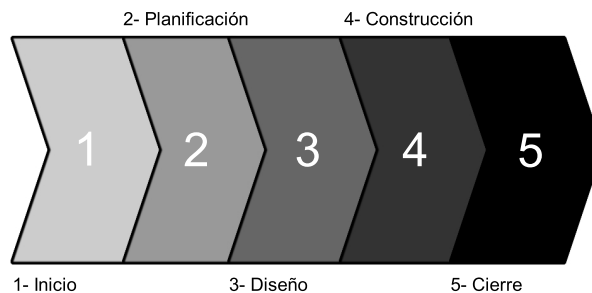 2- Planificación
4- Construcción
1
2
3
4
5
1- Inicio
3- Diseño
5- Cierre